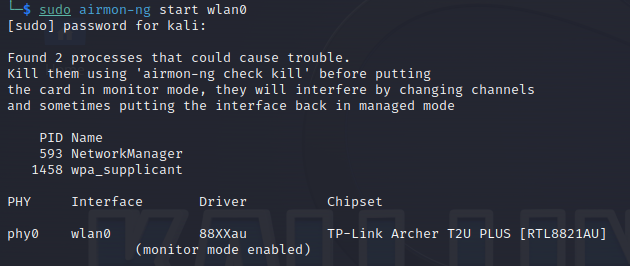 └─$ sudo airmon-ng start wlan0
[sudo] password for kali:
Found 2 processes that could cause trouble.
Kill them using 'airmon-ng check kill' before putting
the card in monitor mode, they will interfere by changing channels
and sometimes putting the interface back in managed mode
PID Name
593 NetworkManager
1458 wpa_supplicant
PHY Interface Driver Chipset
phy0 wlan0 88XXau TP-Link Archer T2U PLUS [RTL8821AU]
(monitor mode enabled)